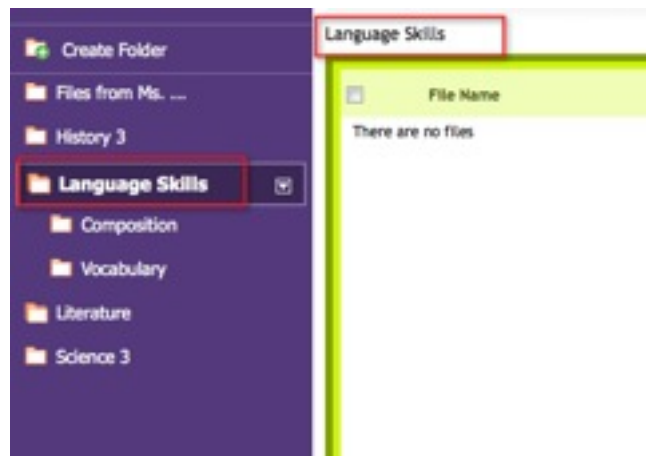 Create Folder
Files from Ms. ....
History 3
Language Skills
Composition
Vocabulary
Literature
Science 3
Language Skills
File Name
There are no files